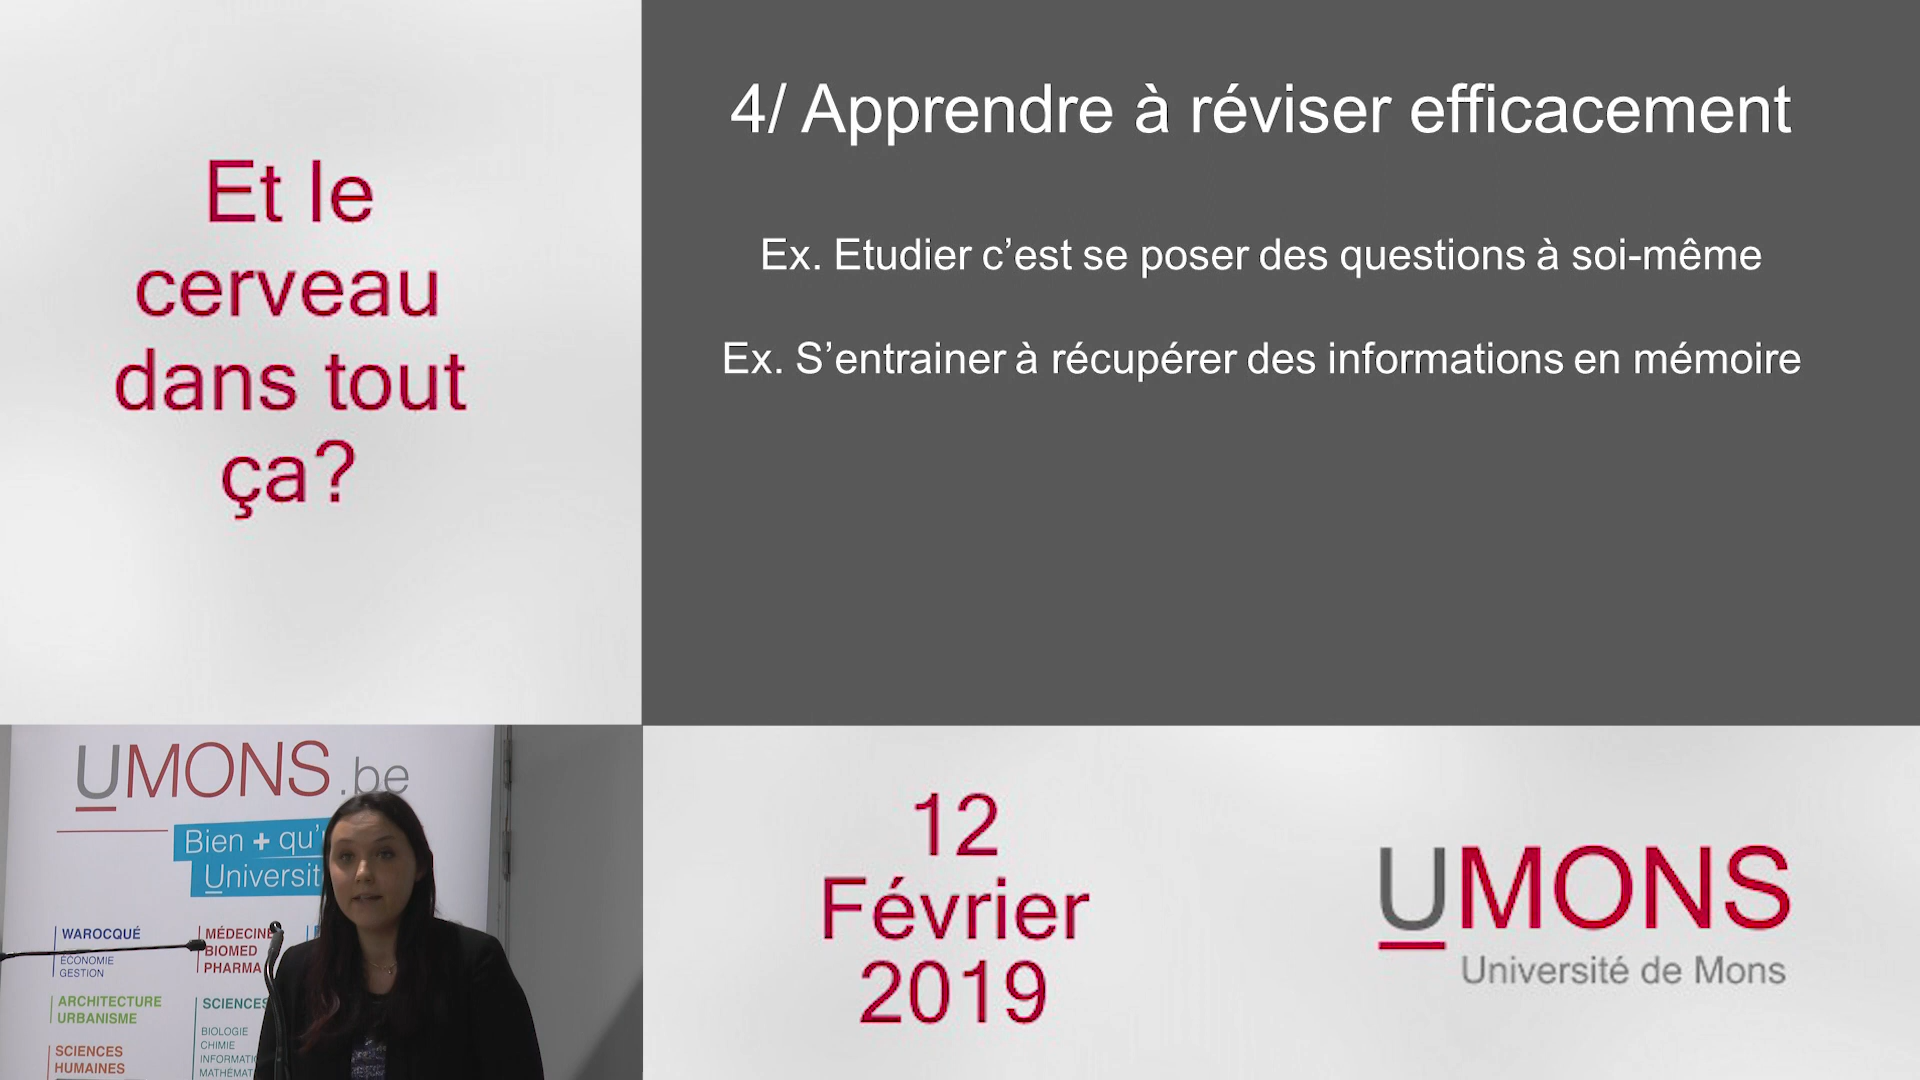 Et le
cerveau
dans tout
ça?
4/ Apprendre à réviser efficacement
Ex. Etudier c’est se poser des questions à soi-même
Ex. S’entrainer à récupérer des informations en mémoire
UMONS.be
Bien + qu'
Universit
WAROCQUÉ
ÉCONOMIE
GESTION
ARCHITECTURE
URBANISME
SCIENCES
HUMAINES
MÉDECINE
BIOMED
PHARMA
SCIENCES
BIOLOGIE
CHIMIE
INFORMATI
MATHÉMAT
12
Février
2019
UMONS
Université de Mons